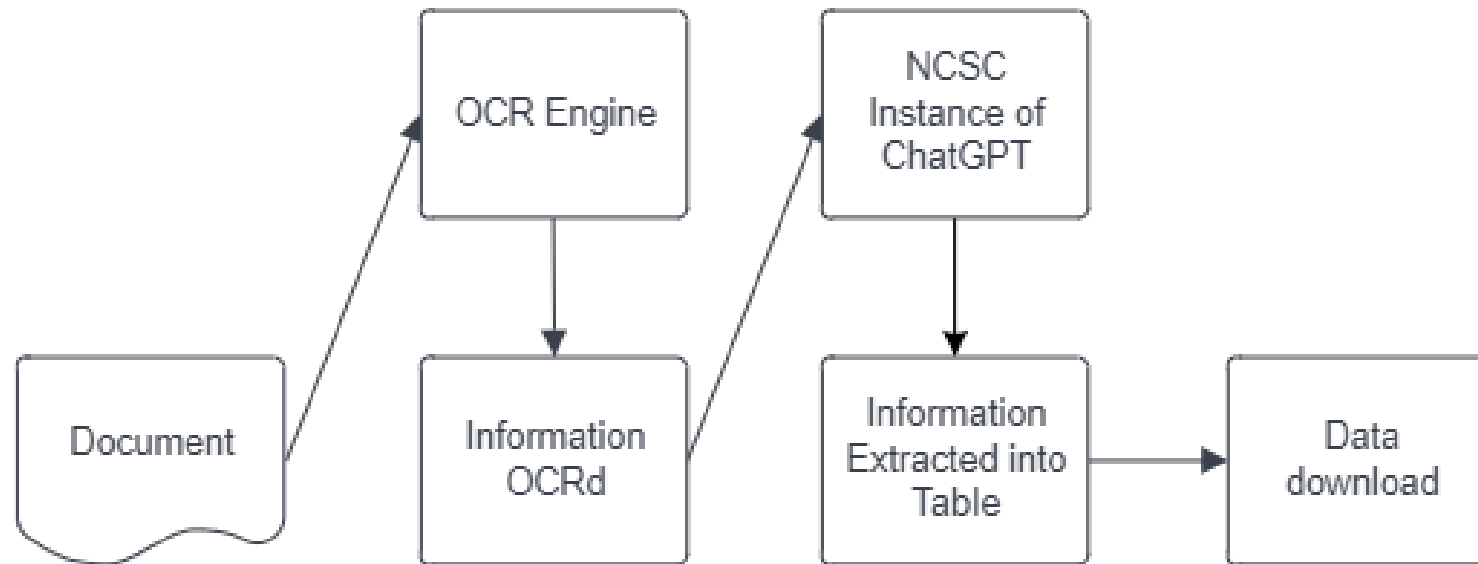 Document
OCR Engine
Information
OCRd
NCSC
Instance of
ChatGPT
Information
Extracted into
Table
Data
download